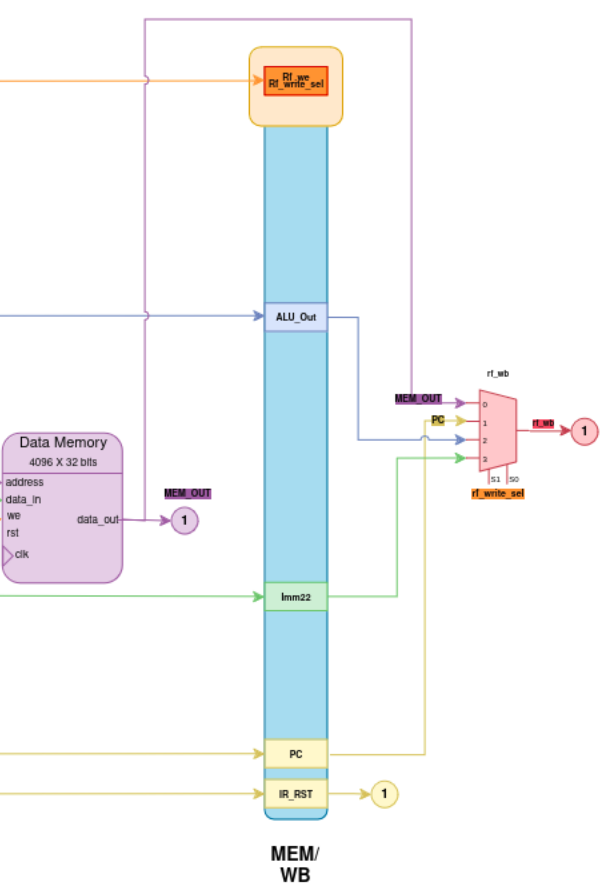 Rf_we
Rf_write_sel
ALU_Out
rf_wb
MEM_OUT
0
PC
1
rf_wb
1
2
3
S1
S0
rf_write_sel
Data Memory
4096 X 32 bits
address
data_in
we
data_out
rst
clk
MEM_OUT
1
Imm22
PC
IR_RST
1
MEM/
WB